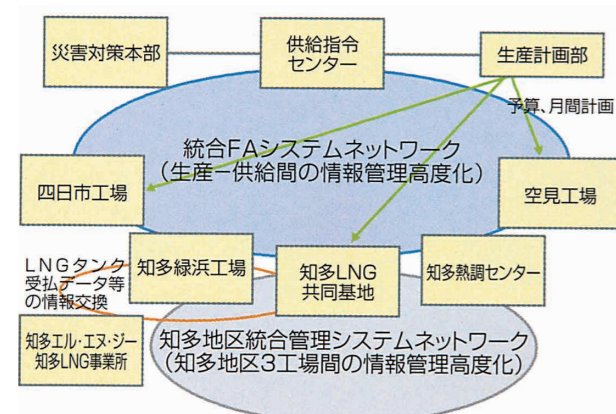 災害対策本部
供給指令
センター
生産計画部
予算、月間計画
統合FAシステムネットワーク
(生産−供給間の情報管理高度化)
四日市工場
空見工場
LNGタンク
受払データ等
の情報交換
知多緑浜工場
知多LNG
共同基地
知多熱調センター
知多エル・エヌ・ジー
知多LNG事業所
知多地区統合管理システムネットワーク
(知多地区3工場間の情報管理高度化)